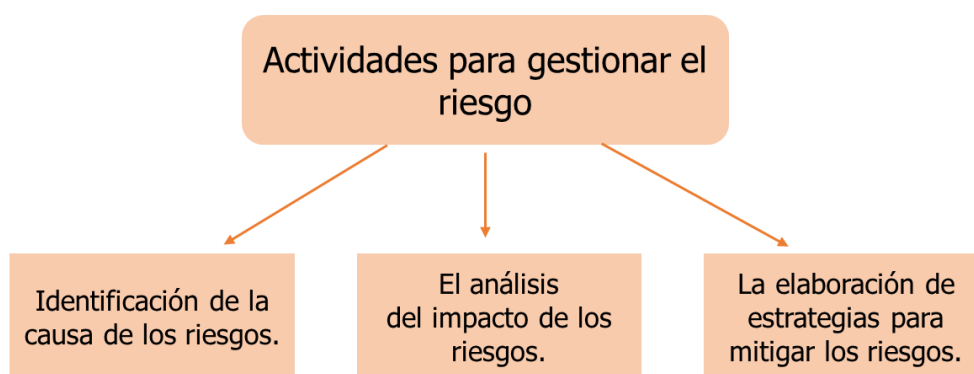 Actividades para gestionar el
riesgo
Identificación de la
causa de los riesgos.
El análisis
del impacto de los
riesgos.
La elaboración de
estrategias para
mitigar los riesgos.